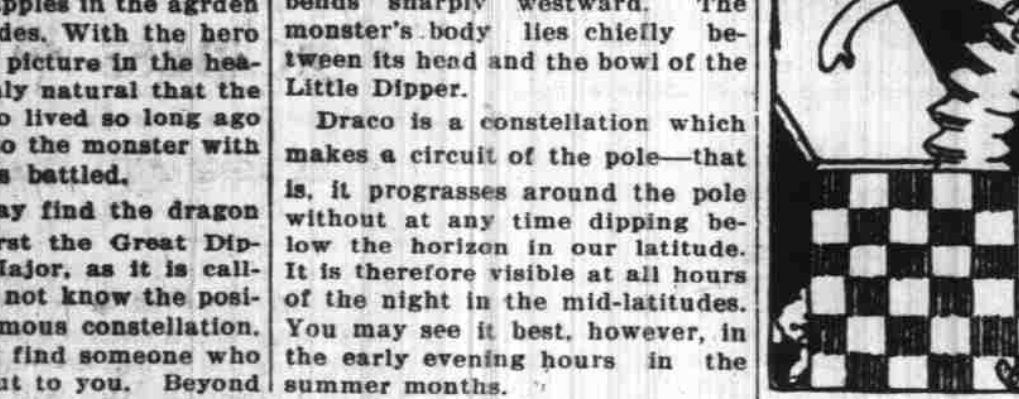 apples in the agrden
des. With the hero
picture in the hea-
ly natural that the
o lived so long ago
o the monster with
s battled.
ay find the dragon
rst the Great Dip-
Major, as it is call-
not know the posi-
mous constellation.
find someone who
ut to you. Beyond
bends sharply westward. The
monster's body lies chiefly be-
tween its head and the bowl of the
Little Dipper.
Draco is a constellation which
makes a circuit of the pole—that
is, it prograsses around the pole
without at any time dipping be-
low the horizon in our latitude.
It is therefore visible at all hours
of the night in the mid-latitudes.
You may see it best, however, in
the early evening hours in the
summer months.